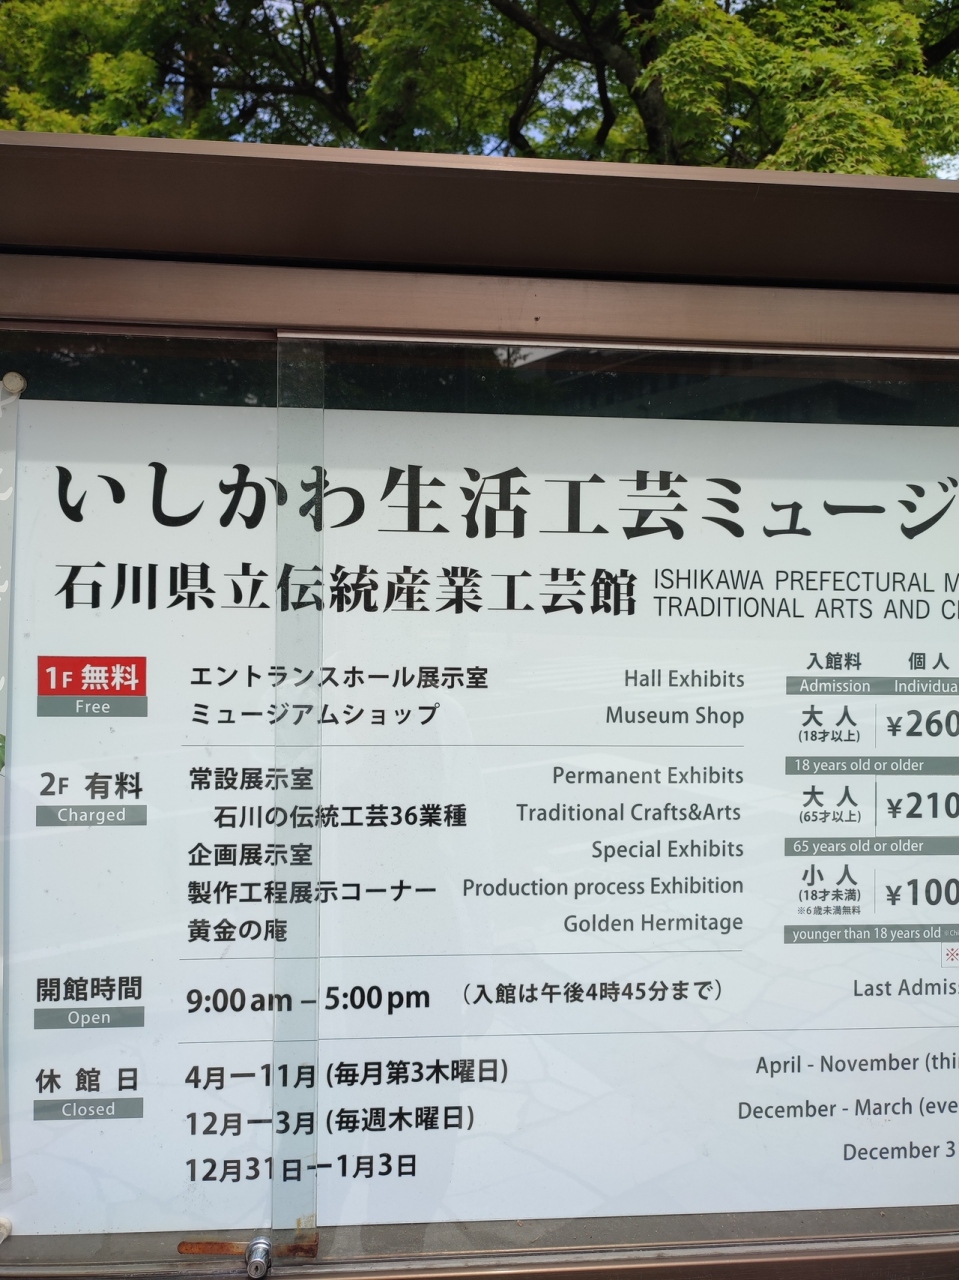 いしかわ生活工芸ミュージ
石川県立伝統産業工芸館
ISHIKAWA PREFECTURAL M
TRADITIONAL ARTS AND C
1F 無料
Free
エントランスホール展示室 Hall Exhibits
ミュージアムショップ Museum Shop
2F 有料
Charged
常設展示室 Permanent Exhibits
石川の伝統工芸36業種 Traditional Crafts&Arts
企画展示室 Special Exhibits
製作工程展示コーナー Production process Exhibition
黄金の庵 Golden Hermitage
入館料 個人
Admission Individua
大人 ¥260
(18才以上)
18 years old or older
大人 ¥210
(65才以上)
65 years old or older
小人 ¥100
(18才未満)
※6歳未満無料
younger than 18 years old
※
開館時間
Open
9:00am – 5:00pm (入館は午後4時45分まで) Last Admis
休館日
Closed
4月ー11月 (毎月第3木曜日) April - November (thi
12月ー3月 (毎週木曜日) December - March (eve
12月31日ー1月3日 December 3